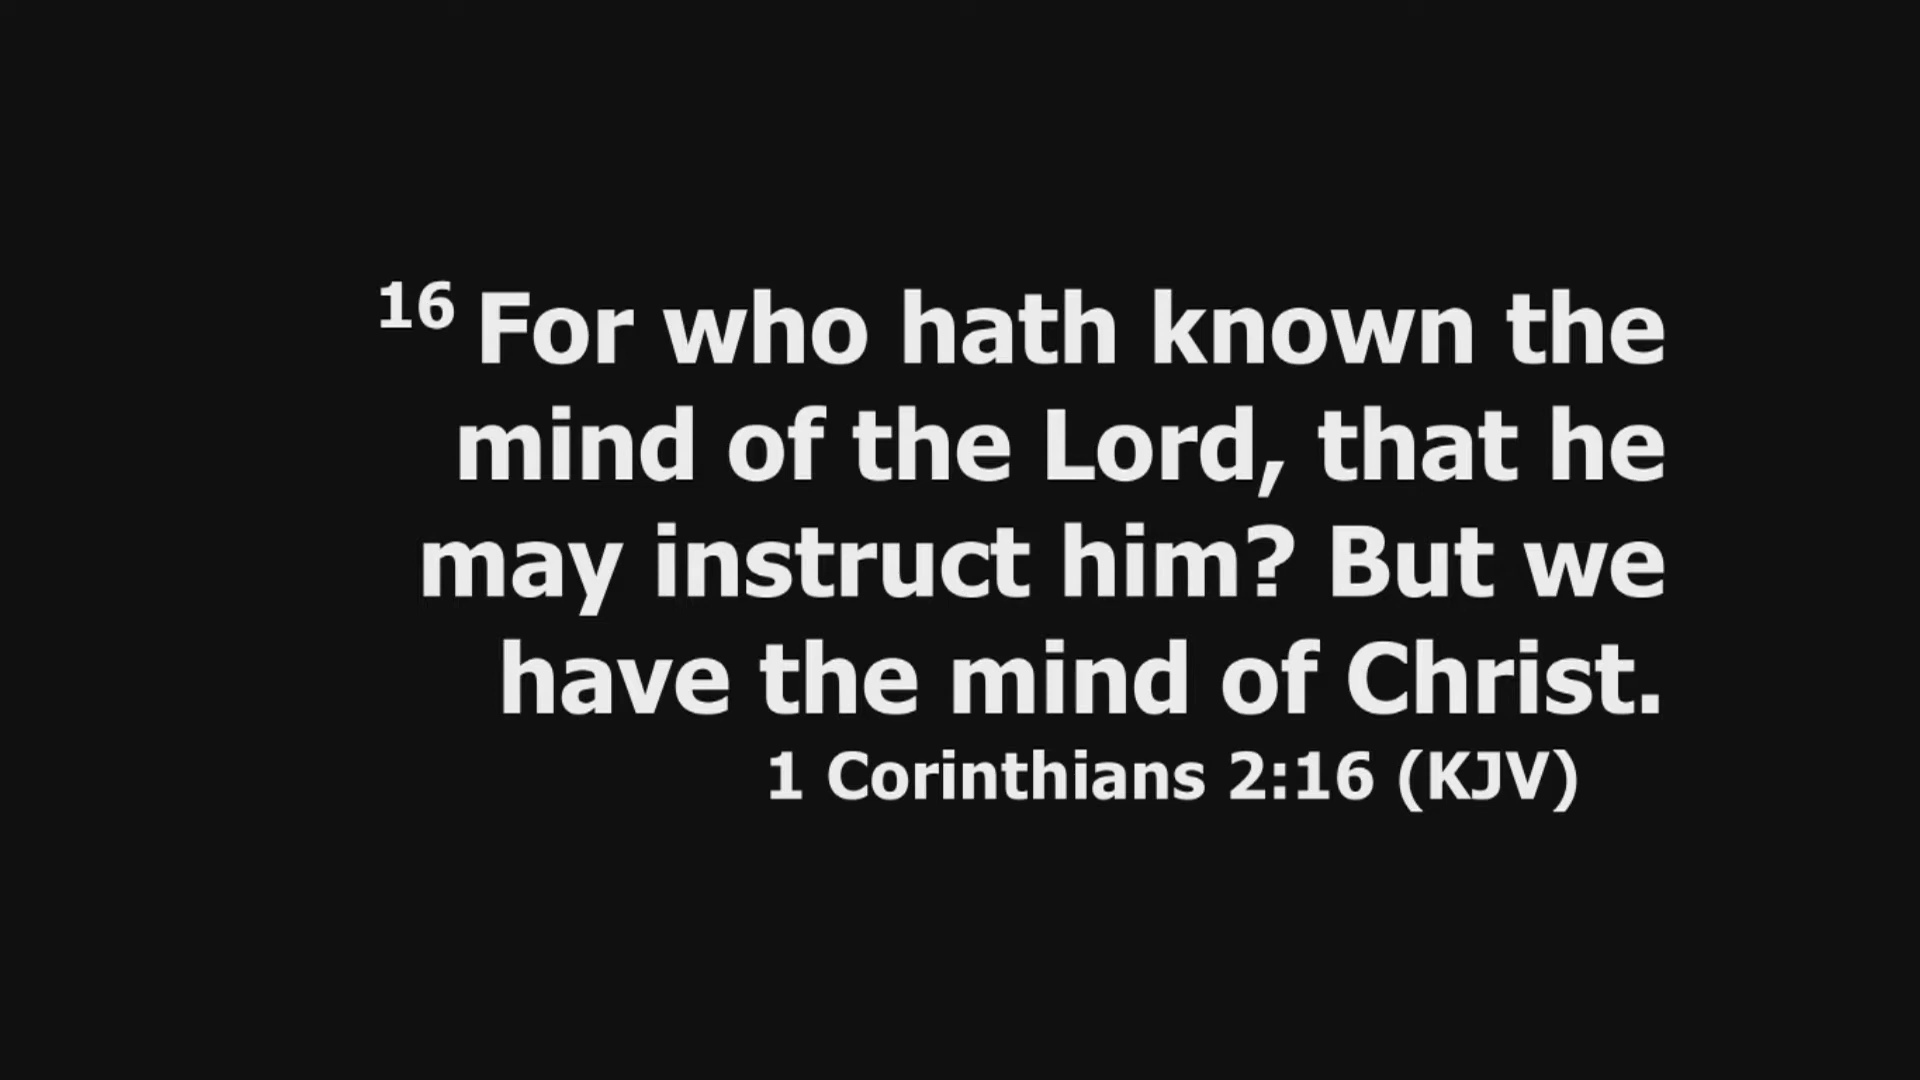 16 For who hath known the
mind of the Lord, that he
may instruct him? But we
have the mind of Christ.
1 Corinthians 2:16 (KJV)